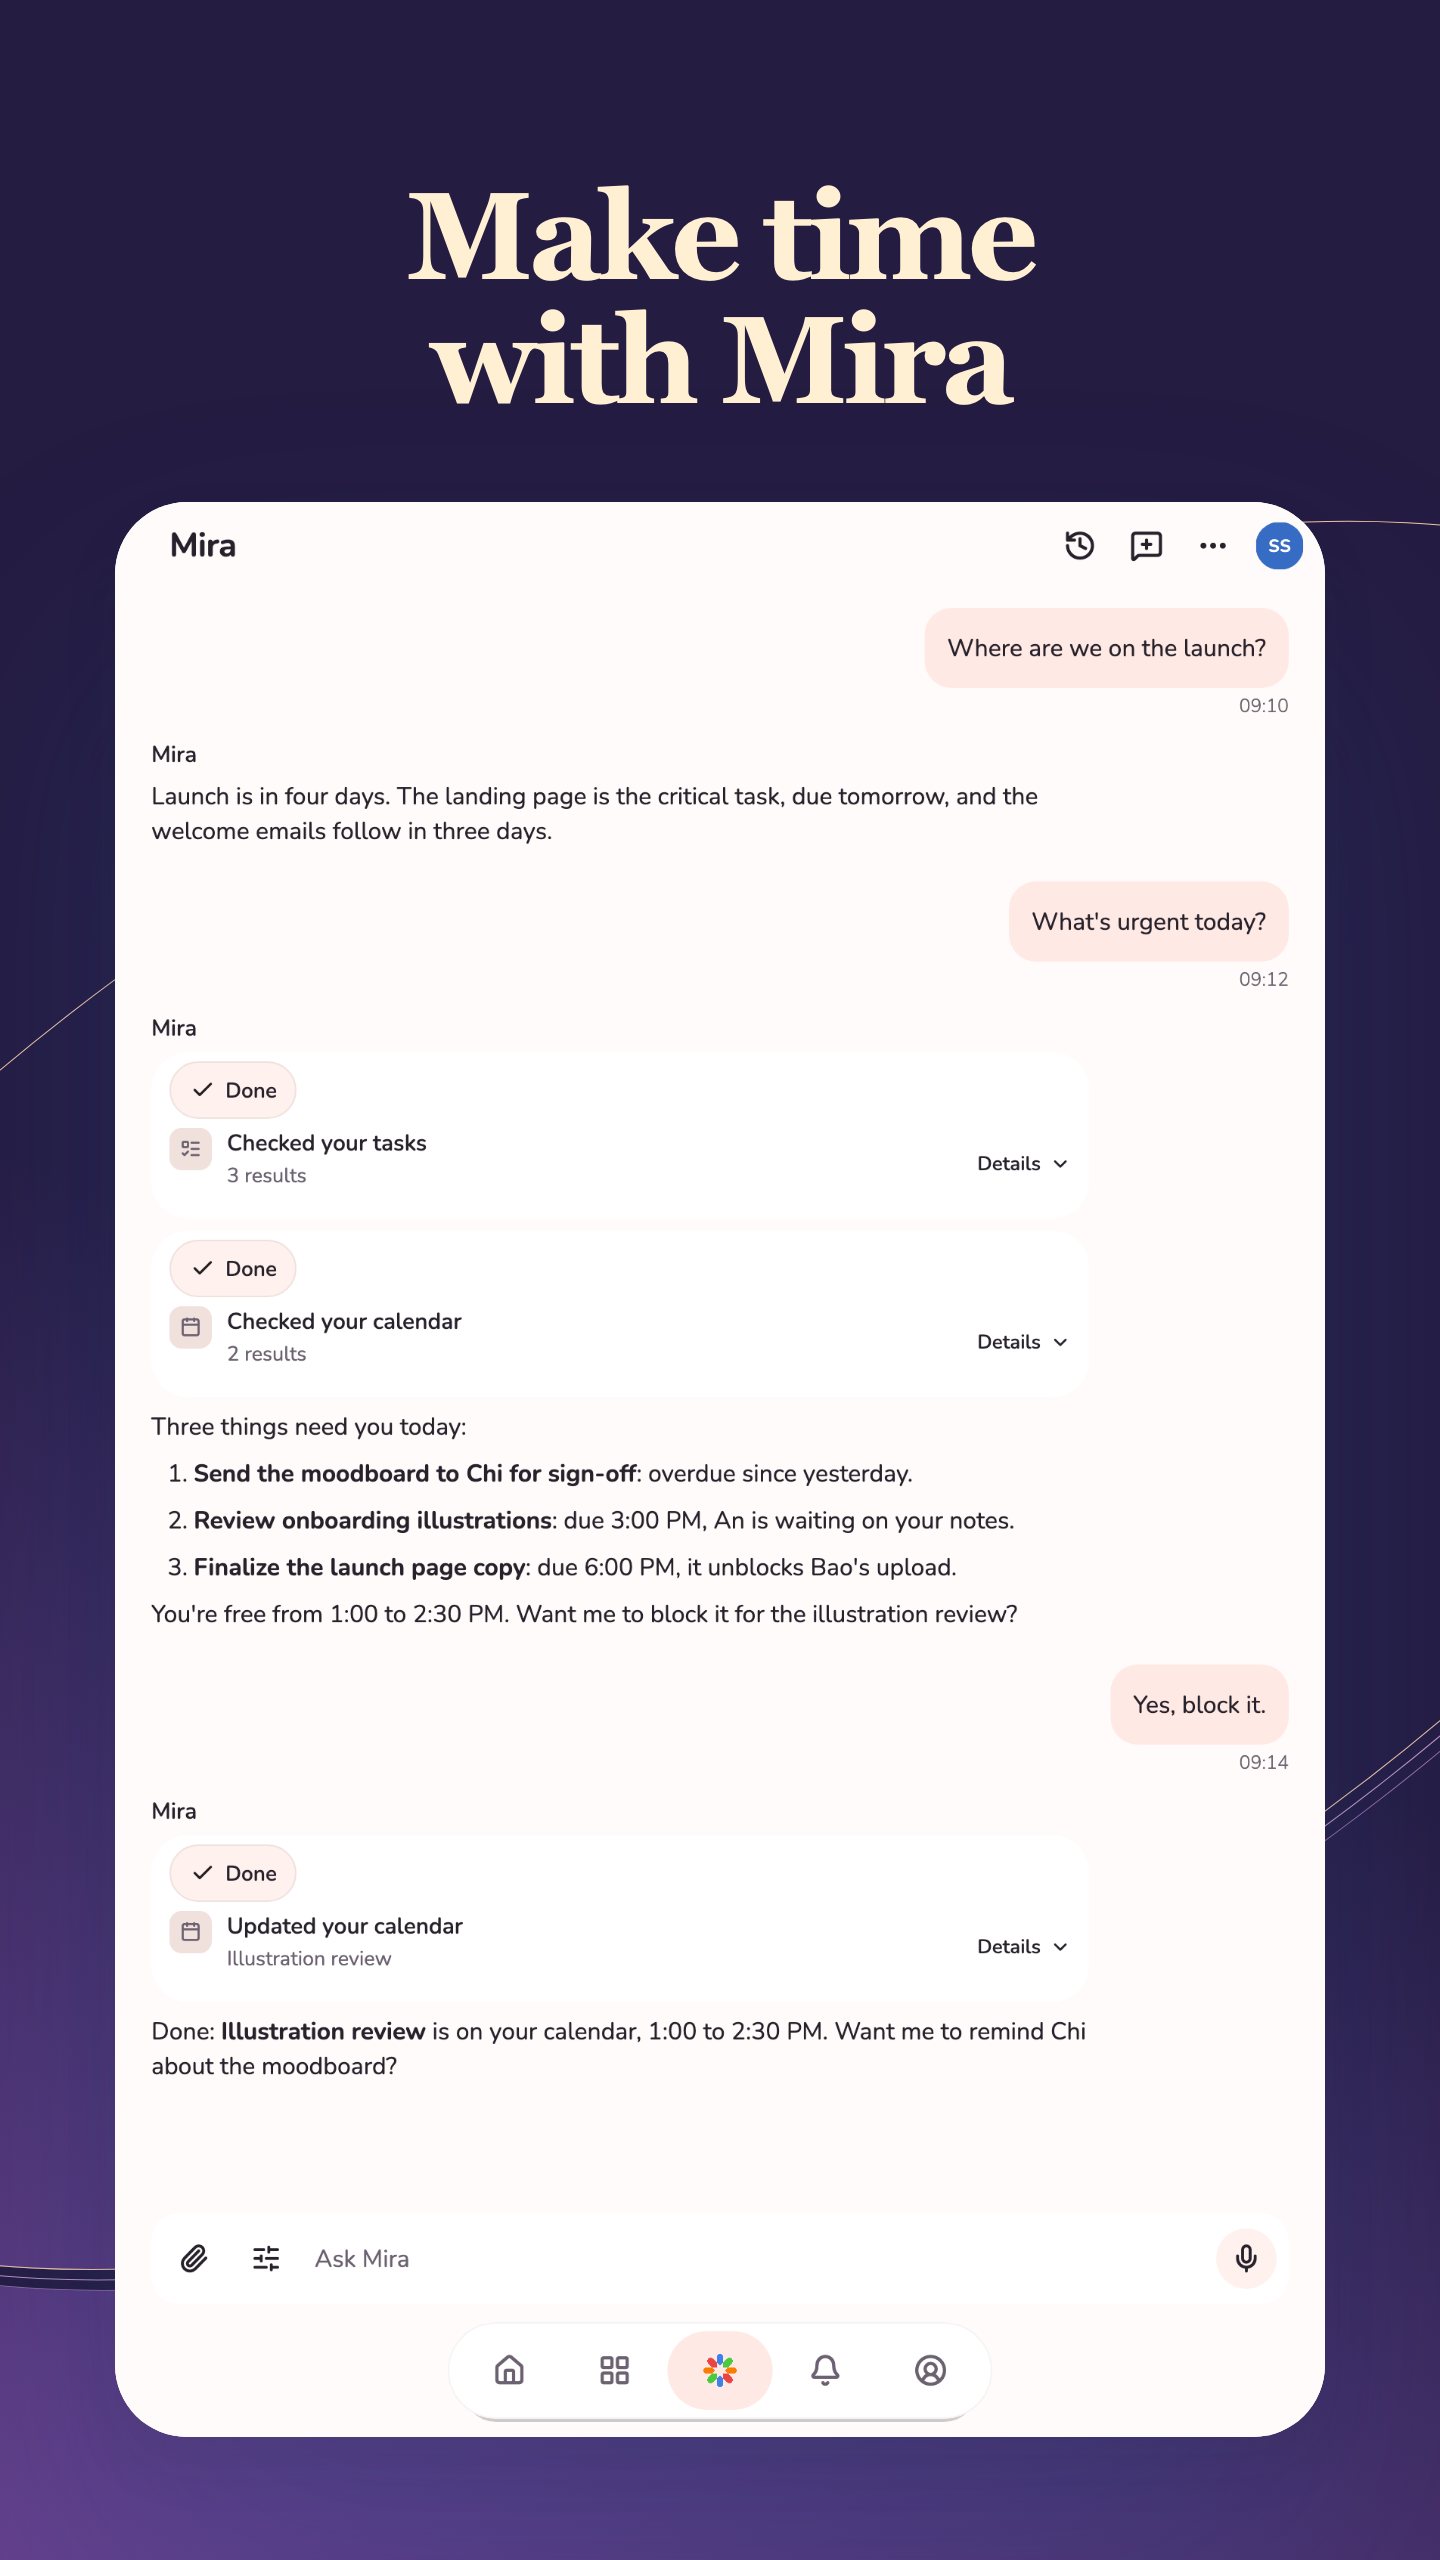 Make time
with Mira
Mira
SS
Where are we on the launch?
09:10
Mira
Launch is in four days. The landing page is the critical task, due tomorrow, and the
welcome emails follow in three days.
What's urgent today?
09:12
Mira
Done
Checked your tasks
3 results
Details
Done
Checked your calendar
2 results
Details
Three things need you today:
1. Send the moodboard to Chi for sign-off: overdue since yesterday.
2. Review onboarding illustrations: due 3:00 PM, An is waiting on your notes.
3. Finalize the launch page copy: due 6:00 PM, it unblocks Bao's upload.
You're free from 1:00 to 2:30 PM. Want me to block it for the illustration review?
Yes, block it.
09:14
Mira
Done
Updated your calendar
Illustration review
Details
Done: Illustration review is on your calendar, 1:00 to 2:30 PM. Want me to remind Chi
about the moodboard?
Ask Mira